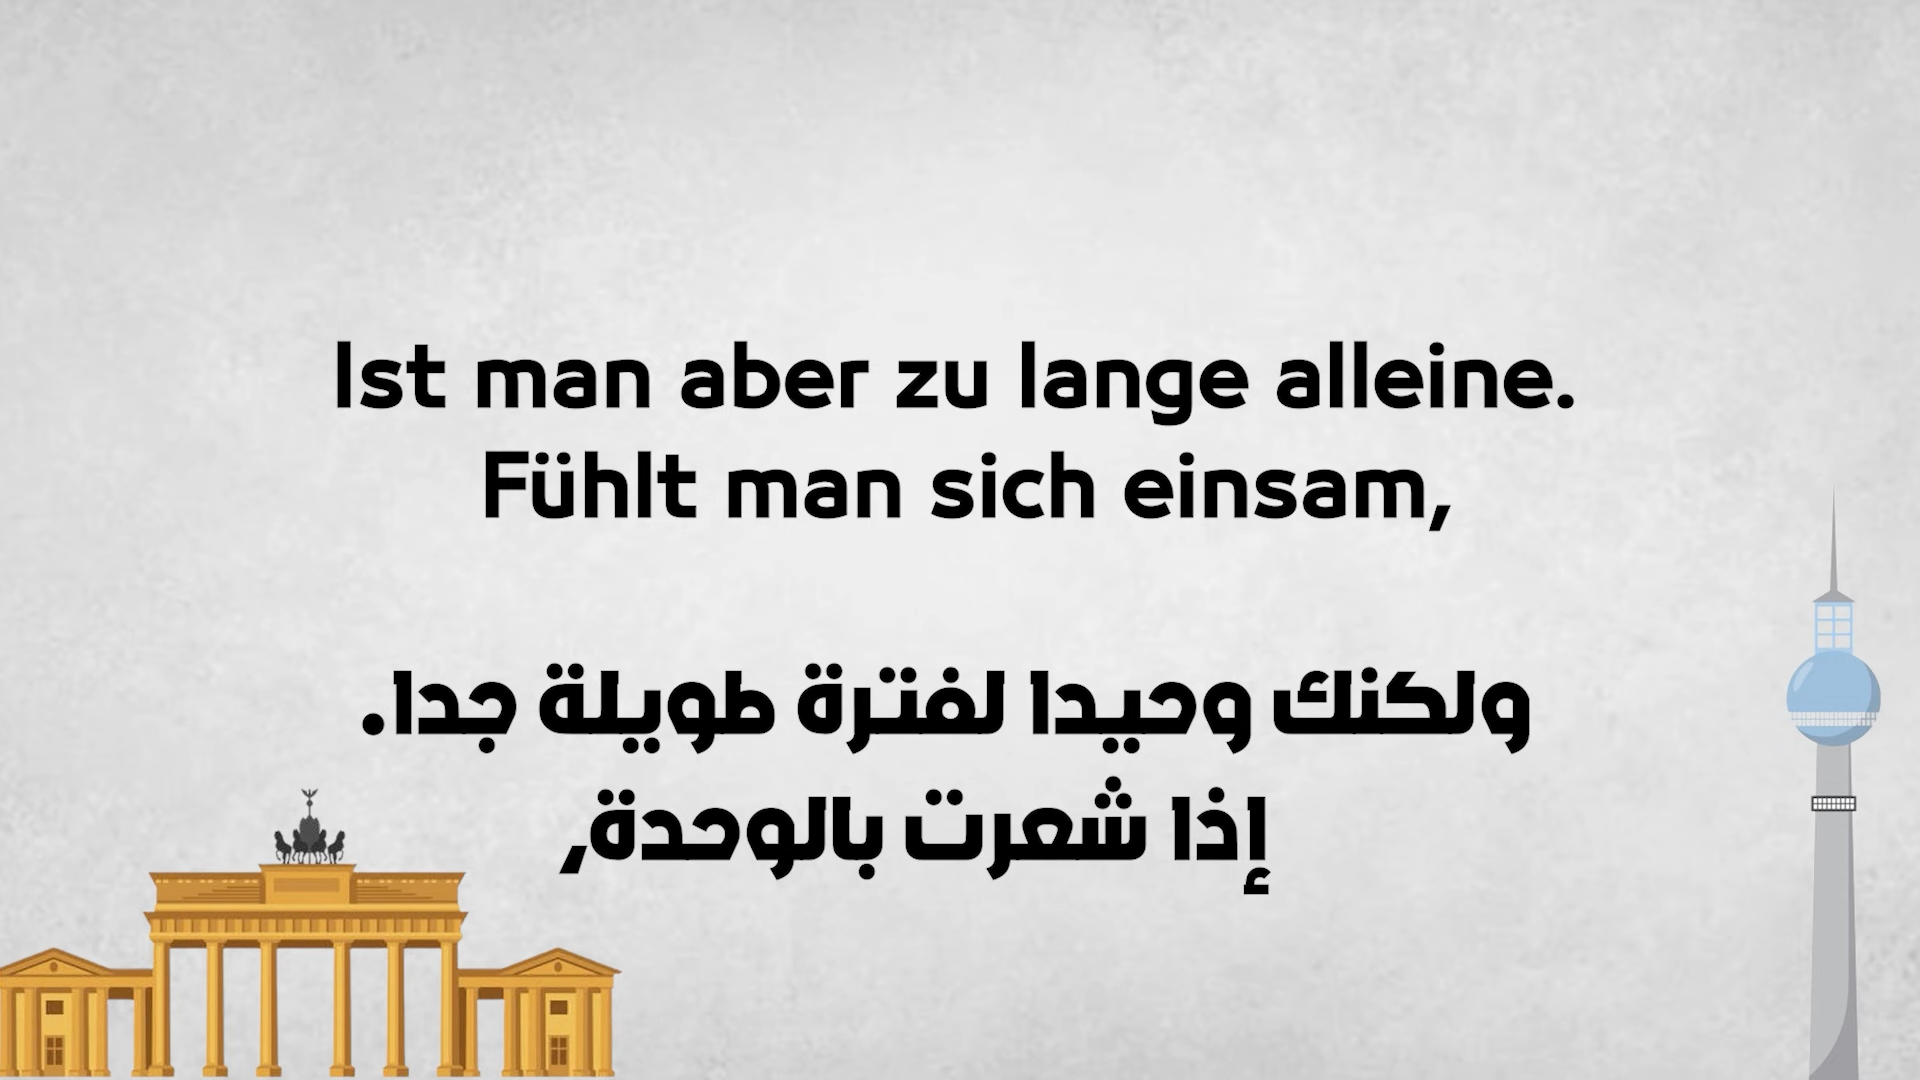 Ist man aber zu lange alleine.
Fühlt man sich einsam,
ولكنك وحيدا لفترة طويلة جدا.
إذا شعرت بالوحدة,